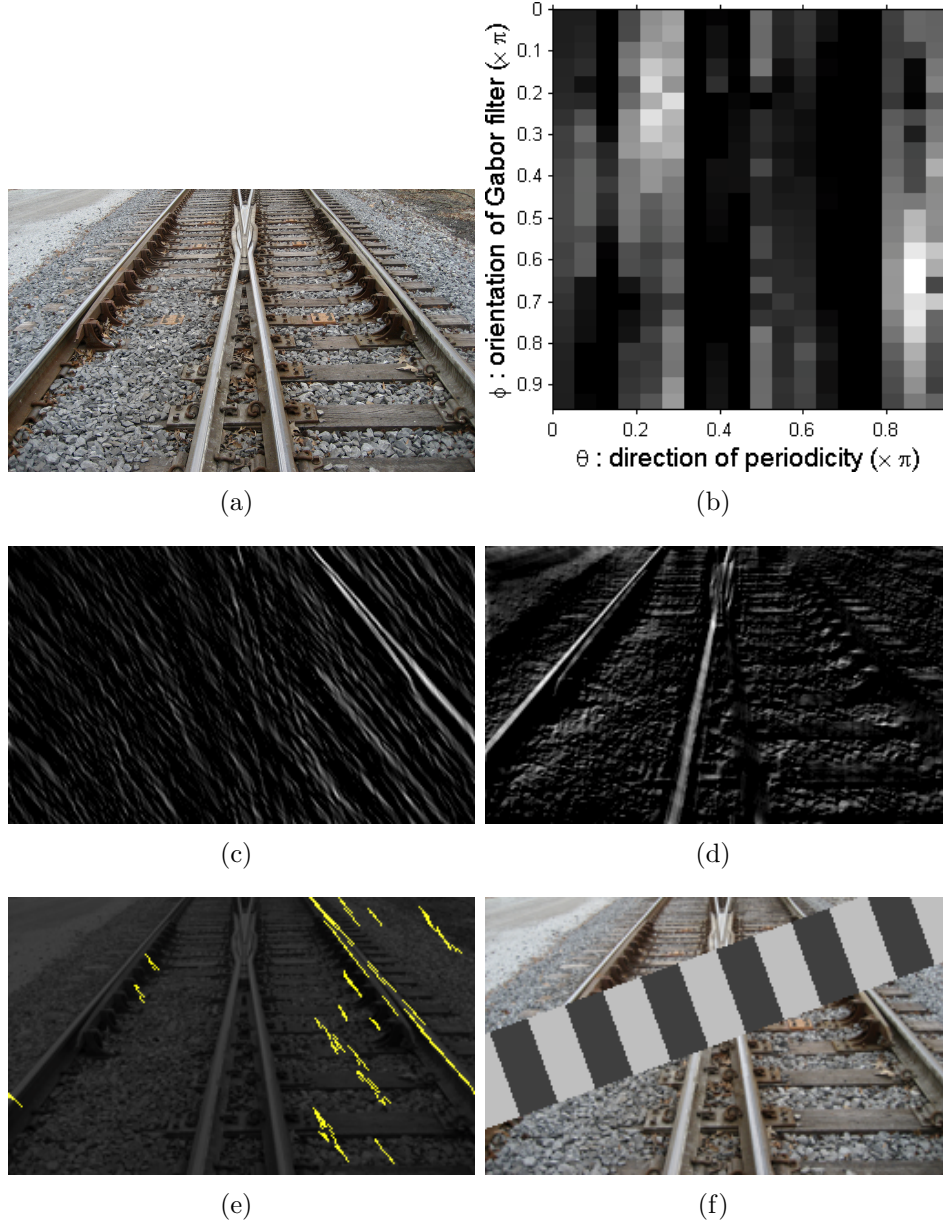 0
0.1
0.2
0.3
0.4
0.5
0.6
0.7
0.8
0.9
ϕ : orientation of Gabor filter (× π)
0 0.2 0.4 0.6 0.8
θ : direction of periodicity (× π)
(a) (b)
(c) (d)
(e) (f)